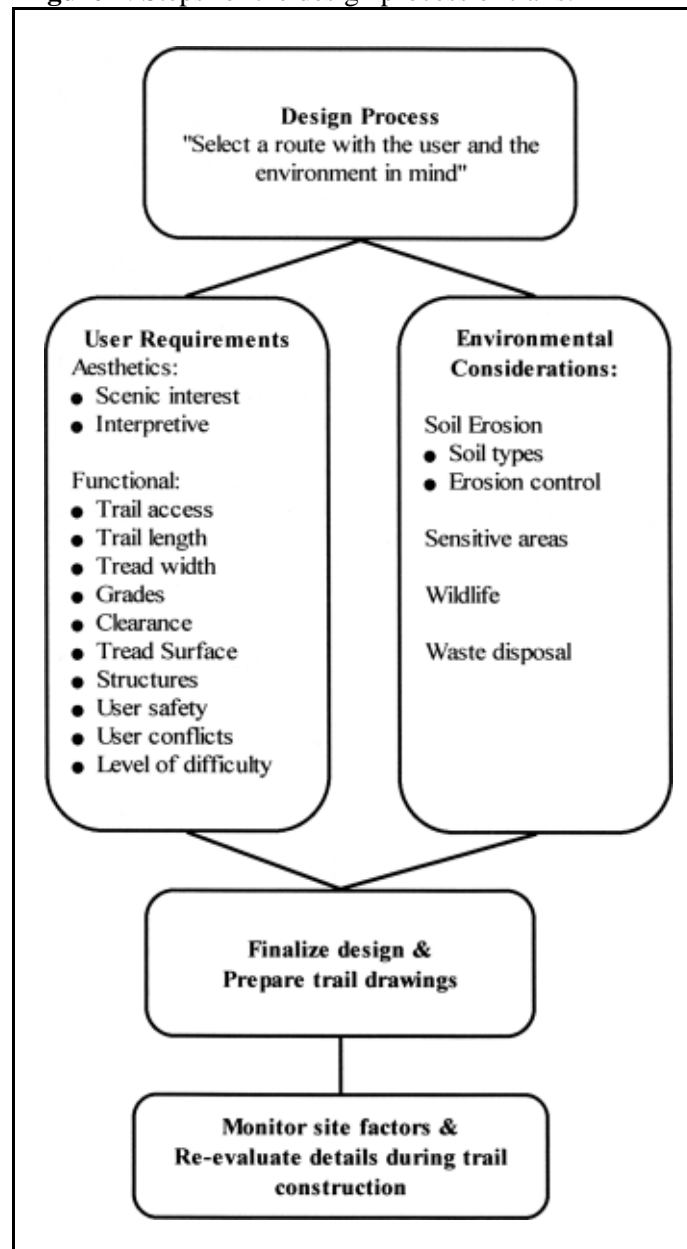 Steps the design process of trails.
Design Process
"Select a route with the user and the
environment in mind"
User Requirements
Aesthetics:
● Scenic interest
● Interpretive
Functional:
● Trail access
● Trail length
● Tread width
● Grades
● Clearance
● Tread Surface
● Structures
● User safety
● User conflicts
● Level of difficulty
Environmental
Considerations:
Soil Erosion
● Soil types
● Erosion control
Sensitive areas
Wildlife
Waste disposal
Finalize design &
Prepare trail drawings
Monitor site factors &
Re-evaluate details during trail
construction